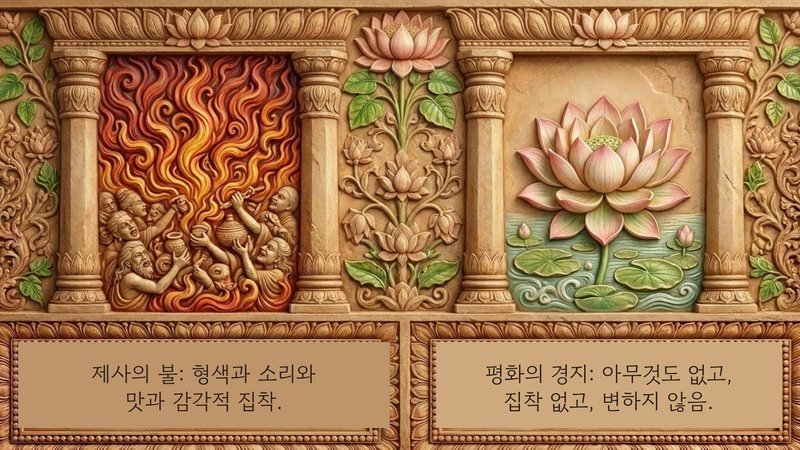 제사의 불: 형색과 소리와
맛과 감각적 집착.
평화의 경지: 아무것도 없고,
집착 없고, 변하지 않음.